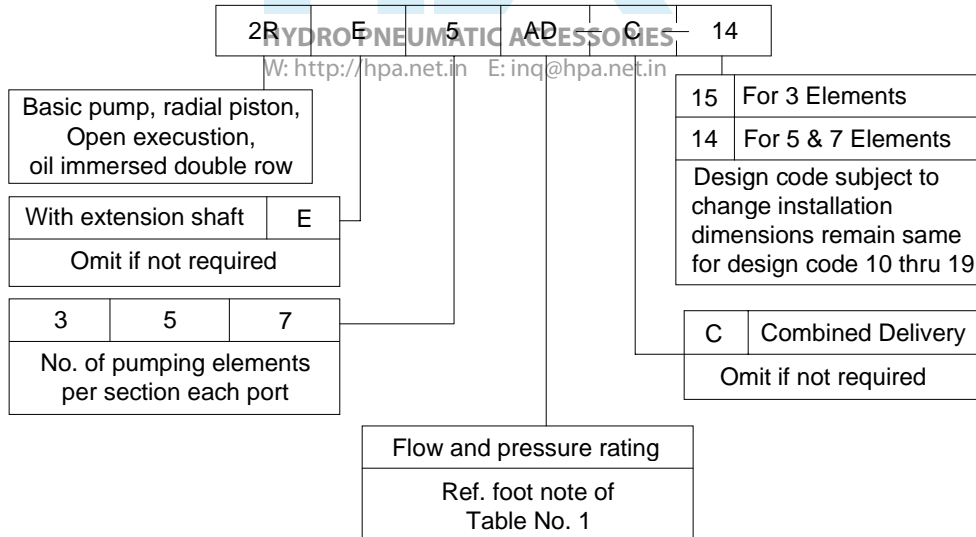 2R E 5 AD – C – 14
HYDRO PNEUMATIC ACCESSORIES
W: http://hpa.net.in E: inq@hpa.net.in
Basic pump, radial piston,
Open execustion,
oil immersed double row
With extension shaft E
Omit if not required
3 5 7
No. of pumping elements
per section each port
Flow and pressure rating
Ref. foot note of
Table No. 1
15 For 3 Elements
14 For 5 & 7 Elements
Design code subject to
change installation
dimensions remain same
for design code 10 thru 19
C Combined Delivery
Omit if not required